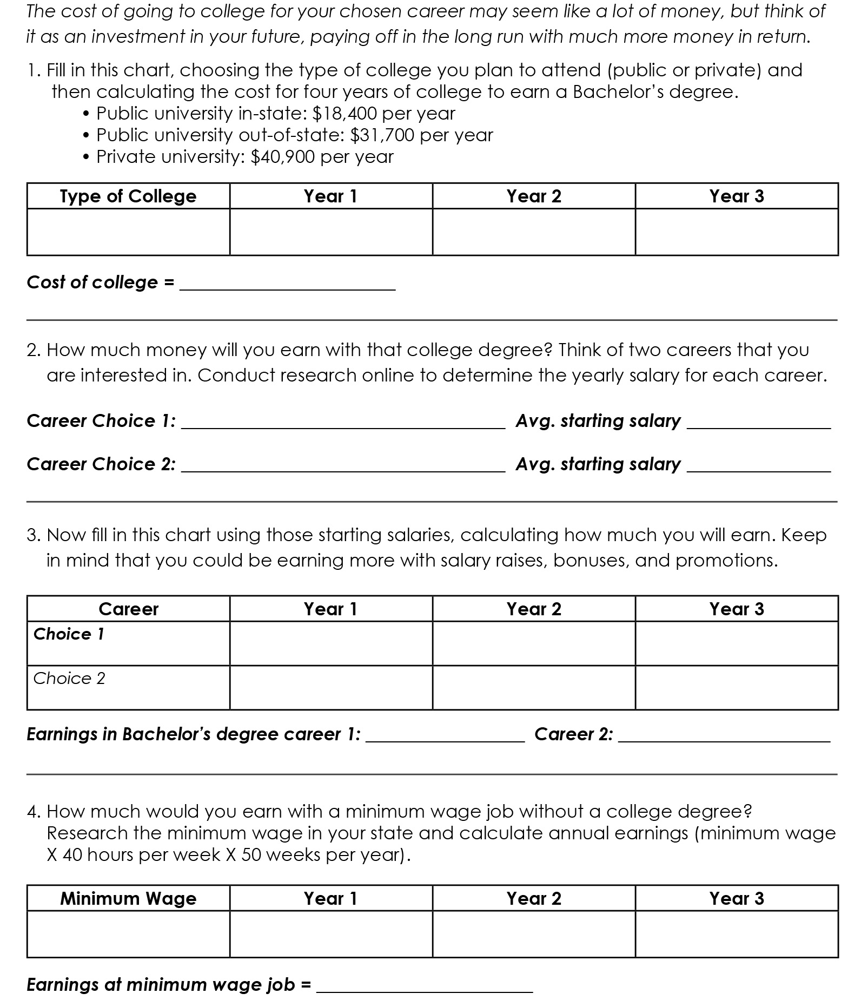 The cost of going to college for your chosen career may seem like a lot of money, but think of
it as an investment in your future, paying off in the long run with much more money in return.
1. Fill in this chart, choosing the type of college you plan to attend (public or private) and
then calculating the cost for four years of college to earn a Bachelor’s degree.
• Public university in-state: $18,400 per year
• Public university out-of-state: $31,700 per year
• Private university: $40,900 per year
Type of College Year 1 Year 2 Year 3
Cost of college = ________________________
2. How much money will you earn with that college degree? Think of two careers that you
are interested in. Conduct research online to determine the yearly salary for each career.
Career Choice 1: ____________________________________ Avg. starting salary ________________
Career Choice 2: ____________________________________ Avg. starting salary ________________
3. Now fill in this chart using those starting salaries, calculating how much you will earn. Keep
in mind that you could be earning more with salary raises, bonuses, and promotions.
Career Year 1 Year 2 Year 3
Choice 1
Choice 2
Earnings in Bachelor’s degree career 1: __________________ Career 2: ________________________
4. How much would you earn with a minimum wage job without a college degree?
Research the minimum wage in your state and calculate annual earnings (minimum wage
X 40 hours per week X 50 weeks per year).
Minimum Wage Year 1 Year 2 Year 3
Earnings at minimum wage job = ________________________